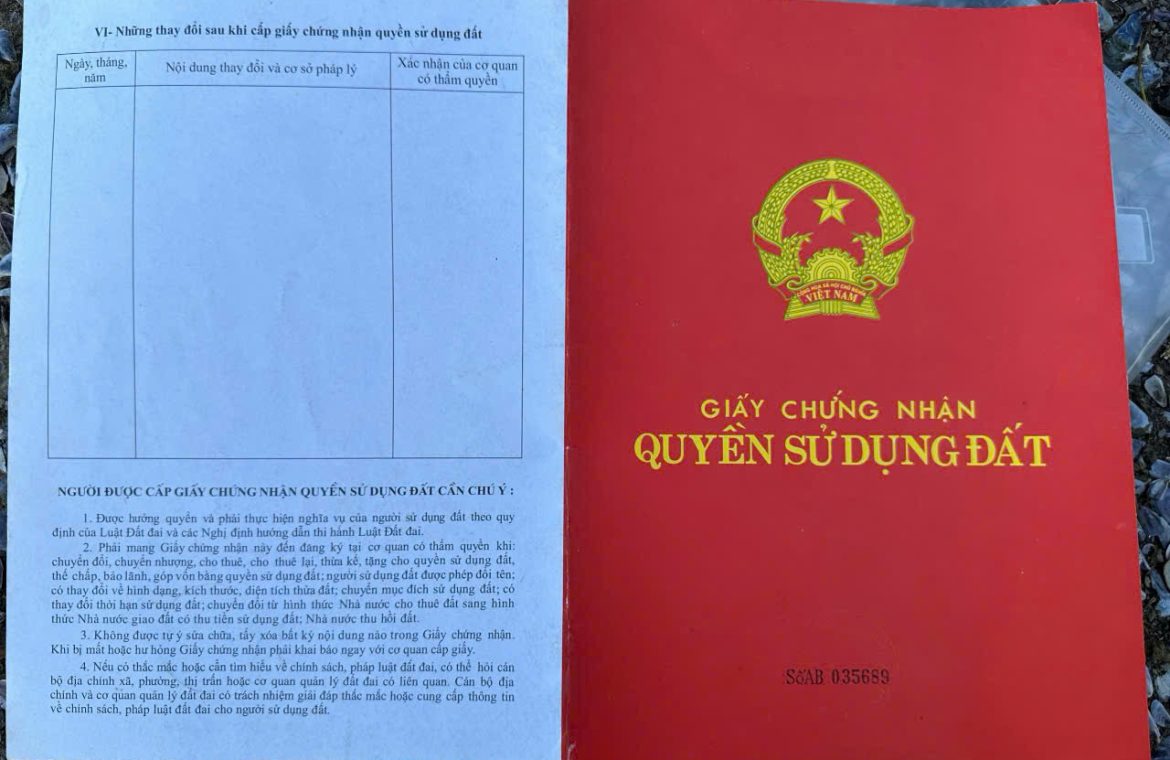 VI- Những thay đổi sau khi cấp giấy chứng nhận quyền sử dụng đất
Ngày, tháng, năm
Nội dung thay đổi và cơ sở pháp lý
Xác nhận của cơ quan
có thẩm quyền
NGƯỜI ĐƯỢC CẤP GIẤY CHỨNG NHẬN QUYỀN SỬ DỤNG ĐẤT CẦN CHÚ Ý :
1. Được hưởng quyền và phải thực hiện nghĩa vụ của người sử dụng đất theo quy
định của Luật Đất đai và các Nghị định hướng dẫn thi hành Luật Đất đai.
2. Phải mang Giấy chứng nhận này đến đăng ký tại cơ quan có thẩm quyền khi:
chuyển đổi, chuyển nhượng, cho thuê, cho thuê lại, thừa kế, tặng cho quyền sử dụng đất,
thế chấp, bảo lãnh, góp vốn bằng quyền sử dụng đất; người sử dụng đất được phép đổi tên;
có thay đổi về hình dạng, kích thước, diện tích thửa đất; chuyển mục đích sử dụng đất; có
thay đổi thời hạn sử dụng đất; chuyển đổi từ hình thức Nhà nước cho thuê đất sang hình
thức Nhà nước giao đất có thu tiền sử dụng đất; Nhà nước thu hồi đất.
3. Không được tự ý sửa chữa, tẩy xóa bất kỳ nội dung nào trong Giấy chứng nhận.
Khi bị mất hoặc hư hỏng Giấy chứng nhận phải khai báo ngay với cơ quan cấp giấy.
4. Nếu có thắc mắc hoặc cần tìm hiểu về chính sách, pháp luật đất đai, có thể hỏi cán
bộ địa chính xã, phường, thị trấn hoặc cơ quan quản lý đất đai có liên quan. Cán bộ địa
chính và cơ quan quản lý đất đai có trách nhiệm giải đáp thắc mắc hoặc cung cấp thông tin
về chính sách, pháp luật đất đai cho người sử dụng đất.
CỘNG HÒA XÃ HỘI CHỦ NGHĨA
VIỆT NAM
GIẤY CHỨNG NHẬN
QUYỀN SỬ DỤNG ĐẤT
Số AB 035689